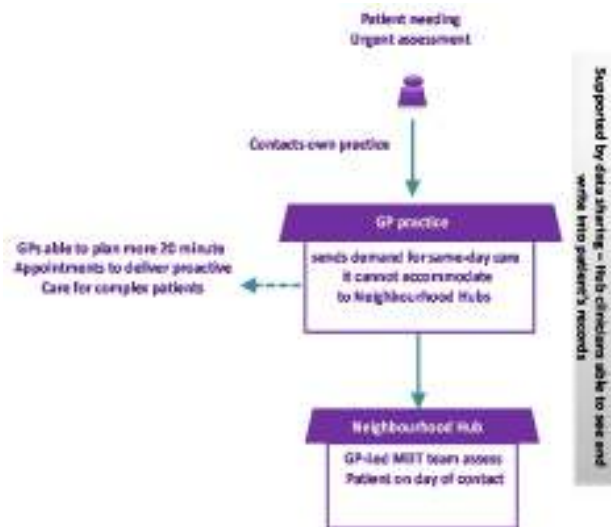 Patient needing
Urgent assessment
Contacts own practice
GP practice
sends demand for same-day care
it cannot accommodate
to Neighbourhood Hubs
GPs able to plan more 20 minute
Appointments to deliver proactive
Care for complex patients
Neighbourhood Hub
GP-Led MDT team assess
Patient on day of contact
Supported by data sharing – Hub clinicians able to see and
write into patient's records